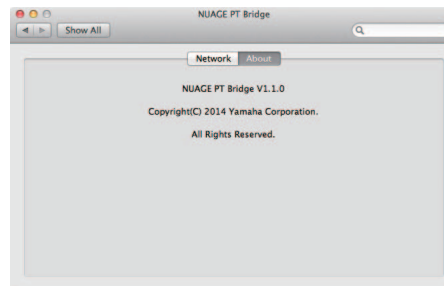 NUAGE PT Bridge
Show All
Network About
NUAGE PT Bridge V1.1.0
Copyright(C) 2014 Yamaha Corporation.
All Rights Reserved.